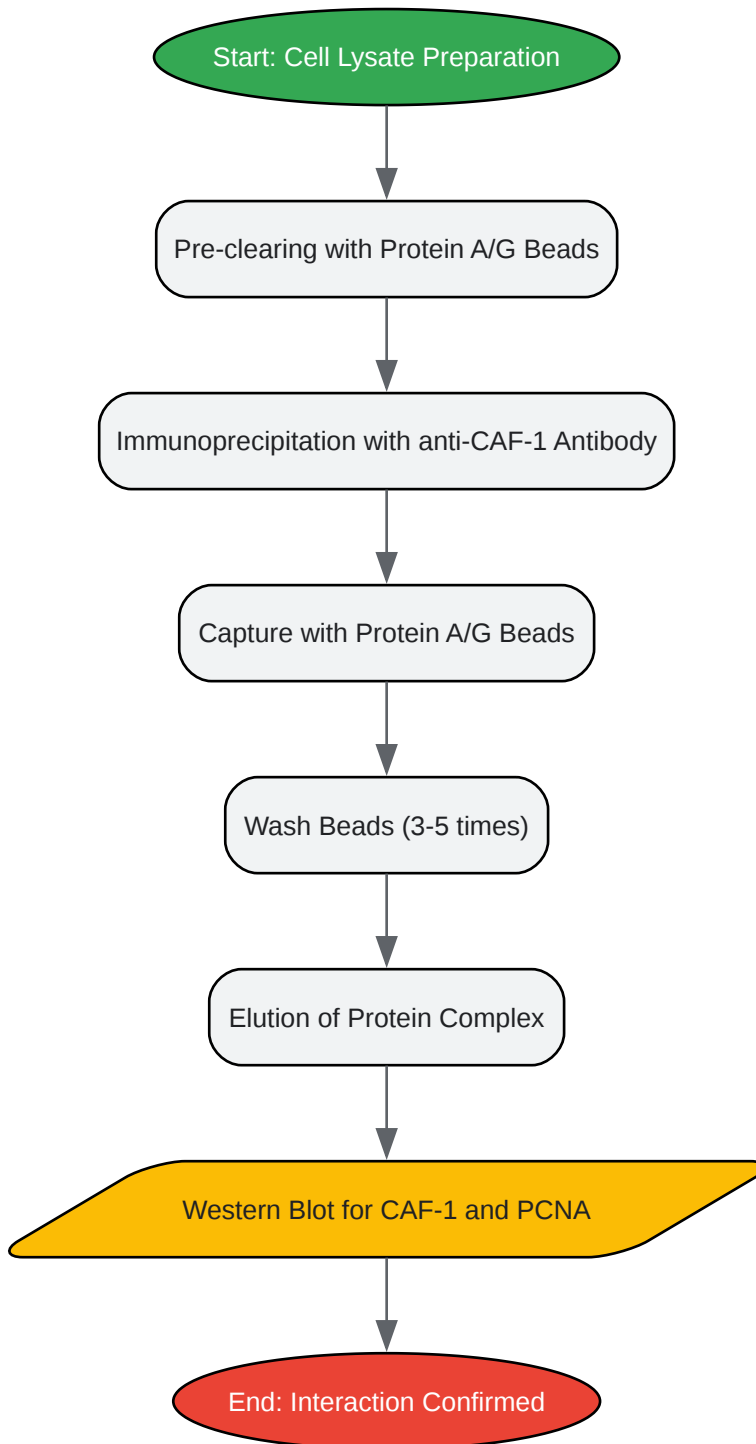 Start: Cell Lysate Preparation
Pre-clearing with Protein A/G Beads
Immunoprecipitation with anti-CAF-1 Antibody
Capture with Protein A/G Beads
Wash Beads (3-5 times)
Elution of Protein Complex
Western Blot for CAF-1 and PCNA
End: Interaction Confirmed